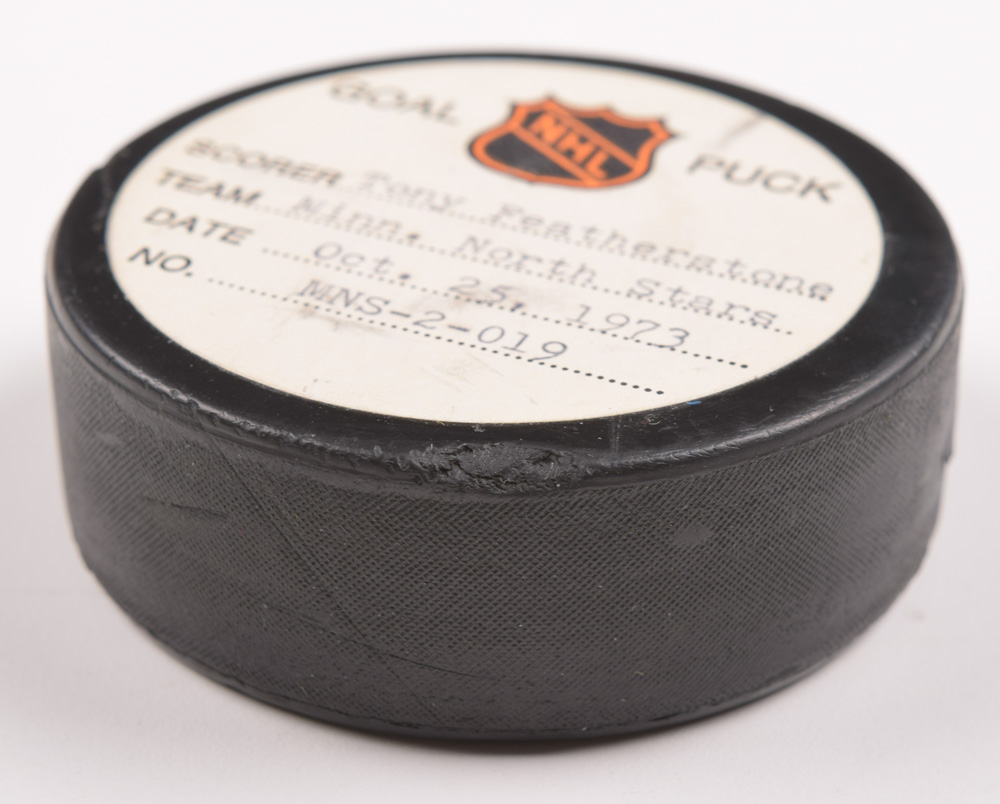 GOAL NHL PUCK
SCORER Tony Featherstone
TEAM Minn. North Stars
DATE Oct. 25, 1973
NO. MNS-2-019